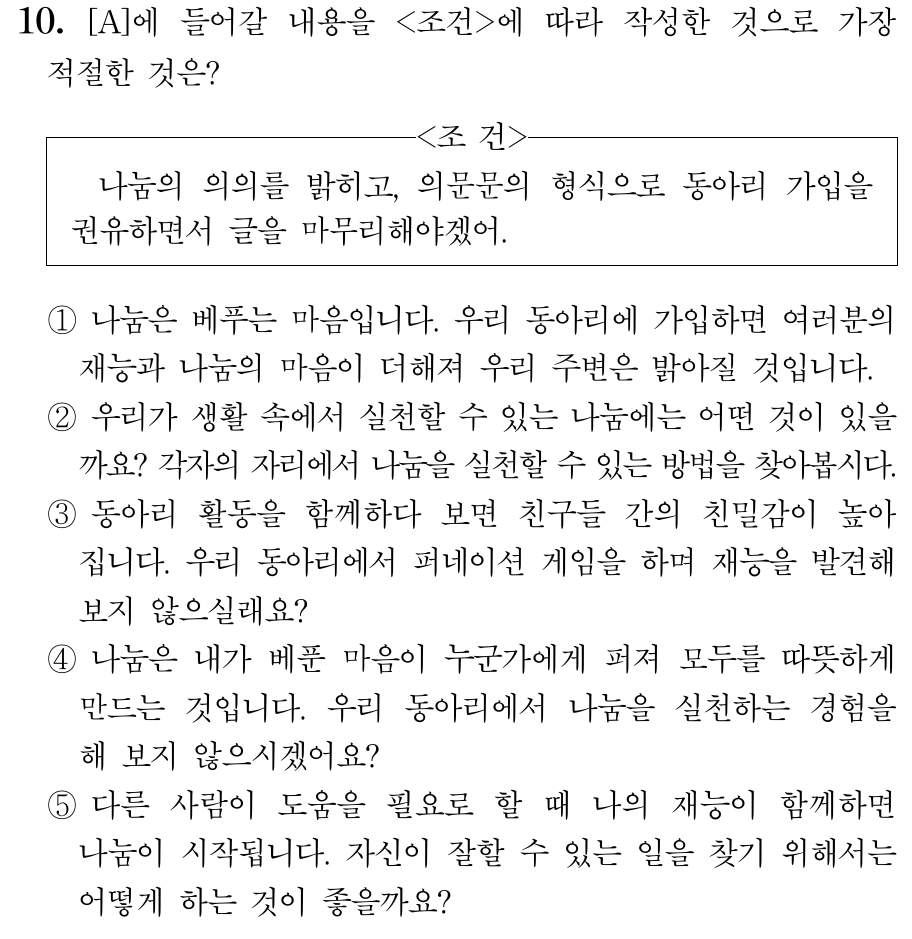 10. [A]에 들어갈 내용을 <조건>에 따라 작성한 것으로 가장
적절한 것은?
<조 건>
나눔의 의의를 밝히고, 의문문의 형식으로 동아리 가입을
권유하면서 글을 마무리해야겠어.
① 나눔은 베푸는 마음입니다. 우리 동아리에 가입하면 여러분의
재능과 나눔의 마음이 더해져 우리 주변은 밝아질 것입니다.
② 우리가 생활 속에서 실천할 수 있는 나눔에는 어떤 것이 있을
까요? 각자의 자리에서 나눔을 실천할 수 있는 방법을 찾아봅시다.
③ 동아리 활동을 함께하다 보면 친구들 간의 친밀감이 높아
집니다. 우리 동아리에서 퍼네이션 게임을 하며 재능을 발견해
보지 않으실래요?
④ 나눔은 내가 베푼 마음이 누군가에게 퍼져 모두를 따뜻하게
만드는 것입니다. 우리 동아리에서 나눔을 실천하는 경험을
해 보지 않으시겠어요?
⑤ 다른 사람이 도움을 필요로 할 때 나의 재능이 함께하면
나눔이 시작됩니다. 자신이 잘할 수 있는 일을 찾기 위해서는
어떻게 하는 것이 좋을까요?